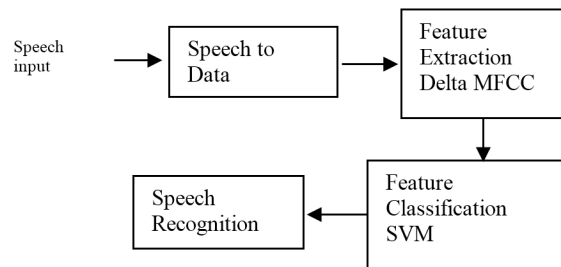 Speech
input
Speech to
Data
Feature
Extraction
Delta MFCC
Feature
Classification
SVM
Speech
Recognition